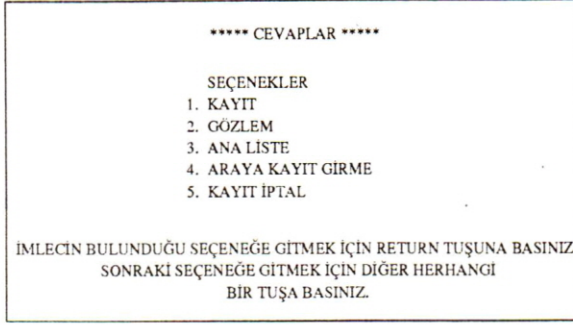 ***** CEVAPLAR *****
SEÇENEKLER
1. KAYIT
2. GÖZLEM
3. ANA LİSTE
4. ARAYA KAYIT GİRME
5. KAYIT İPTAL
İMLECİN BULUNDUĞU SEÇENEĞE GİTMEK İÇİN RETURN TUŞUNA BASINIZ
SONRAKİ SEÇENEĞE GİTMEK İÇİN DİĞER HERHANGİ
BİR TUŞA BASINIZ.